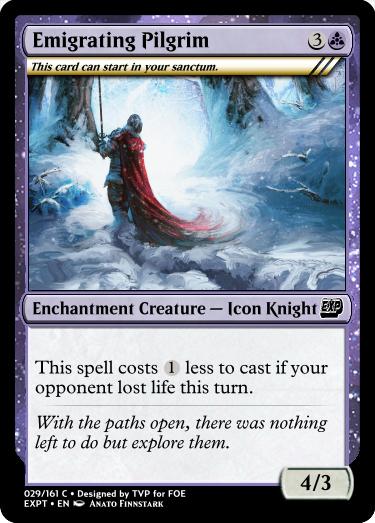 Emigrating Pilgrim 3
This card can start in your sanctum.
Enchantment Creature — Icon Knight EXP
This spell costs 1 less to cast if your
opponent lost life this turn.
With the paths open, there was nothing
left to do but explore them.
4/3
029/161 C • Designed by TVP for FOE
EXPT • EN Anato Finnstark